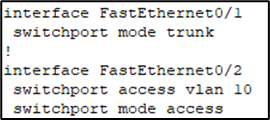 interface FastEthernet0/1
 switchport mode trunk
!
interface FastEthernet0/2
 switchport access vlan 10
 switchport mode access